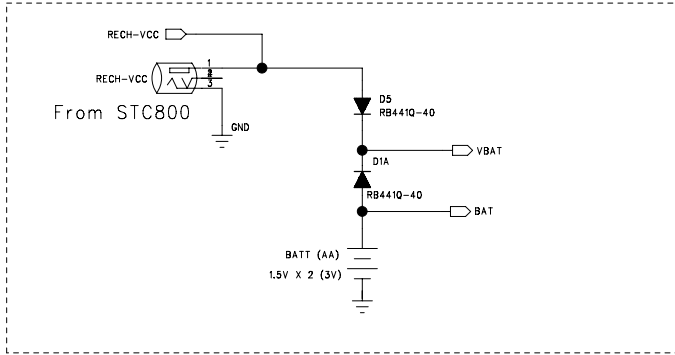 RECH-VCC
1
2
3
RECH-VCC
From STC800
GND
D5
RB441Q-40
VBAT
D1A
RB441Q-40
BAT
BATT (AA)
1.5V X 2 (3V)